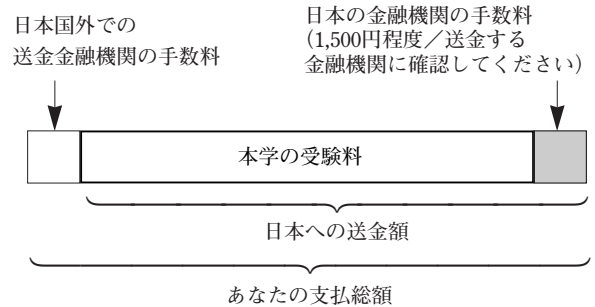 日本国外での
送金金融機関の手数料
日本の金融機関の手数料
(1,500円程度／送金する
金融機関に確認してください)
本学の受験料
日本への送金額
あなたの支払総額